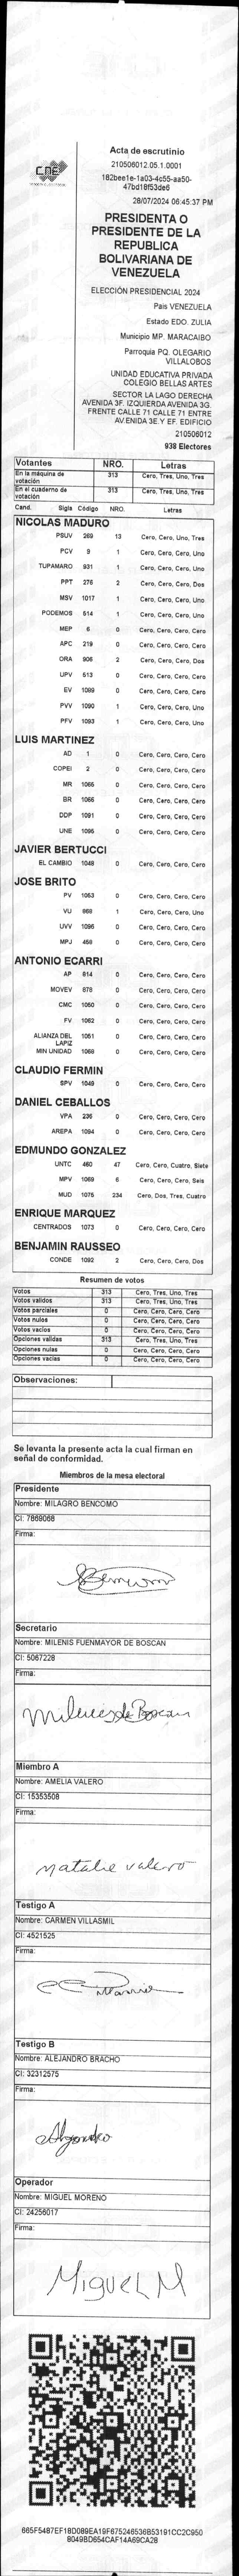 Acta de escrutinio
210506012.05.1.0001
182bee1e-1a03-4c55-aa50-
47bd18f53de6
28/07/2024 06:45:37 PM
CNE
PRESIDENTA O
PRESIDENTE DE LA
REPUBLICA
BOLIVARIANA DE
VENEZUELA
ELECCIÓN PRESIDENCIAL 2024
Pais VENEZUELA
Estado EDO. ZULIA
Municipio MP. MARACAIBO
Parroquia PQ. OLEGARIO
VILLALOBOS
UNIDAD EDUCATIVA PRIVADA
COLEGIO BELLAS ARTES
SECTOR LA LAGO DERECHA
AVENIDA 3F. IZQUIERDA AVENIDA 3G.
FRENTE CALLE 71 CALLE 71 ENTRE
AVENIDA 3E Y EF. EDIFICIO
210506012
938 Electores
Votantes NRO. Letras
En la máquina de votación 313 Cero, Tres, Uno, Tres
En el cuaderno de votación 313 Cero, Tres, Uno, Tres
Cand. Sigla Código NRO. Letras
NICOLAS MADURO
PSUV 269 13 Cero, Cero, Uno, Tres
PCV 9 1 Cero, Cero, Cero, Uno
TUPAMARO 931 1 Cero, Cero, Cero, Uno
PPT 276 2 Cero, Cero, Cero, Dos
MSV 1017 1 Cero, Cero, Cero, Uno
PODEMOS 514 1 Cero, Cero, Cero, Uno
MEP 6 0 Cero, Cero, Cero, Cero
APC 219 0 Cero, Cero, Cero, Cero
ORA 906 2 Cero, Cero, Cero, Dos
UPV 513 0 Cero, Cero, Cero, Cero
EV 1089 0 Cero, Cero, Cero, Cero
PVV 1090 1 Cero, Cero, Cero, Uno
PFV 1093 1 Cero, Cero, Cero, Uno
LUIS MARTINEZ
AD 1 0 Cero, Cero, Cero, Cero
COPEI 2 0 Cero, Cero, Cero, Cero
MR 1065 0 Cero, Cero, Cero, Cero
BR 1066 0 Cero, Cero, Cero, Cero
DDP 1091 0 Cero, Cero, Cero, Cero
UNE 1095 0 Cero, Cero, Cero, Cero
JAVIER BERTUCCI
EL CAMBIO 1048 0 Cero, Cero, Cero, Cero
JOSE BRITO
PV 1053 0 Cero, Cero, Cero, Cero
VU 868 1 Cero, Cero, Cero, Uno
UVV 1096 0 Cero, Cero, Cero, Cero
MPJ 458 0 Cero, Cero, Cero, Cero
ANTONIO ECARRI
AP 814 0 Cero, Cero, Cero, Cero
MOVEV 878 0 Cero, Cero, Cero, Cero
CMC 1050 0 Cero, Cero, Cero, Cero
FV 1062 0 Cero, Cero, Cero, Cero
ALIANZA DEL LAPIZ 1051 0 Cero, Cero, Cero, Cero
MIN UNIDAD 1068 0 Cero, Cero, Cero, Cero
CLAUDIO FERMIN
SPV 1049 0 Cero, Cero, Cero, Cero
DANIEL CEBALLOS
VPA 236 0 Cero, Cero, Cero, Cero
AREPA 1094 0 Cero, Cero, Cero, Cero
EDMUNDO GONZALEZ
UNTC 460 47 Cero, Cero, Cuatro, Siete
MPV 1069 6 Cero, Cero, Cero, Seis
MUD 1075 234 Cero, Dos, Tres, Cuatro
ENRIQUE MARQUEZ
CENTRADOS 1073 0 Cero, Cero, Cero, Cero
BENJAMIN RAUSSEO
CONDE 1092 2 Cero, Cero, Cero, Dos
Resumen de votos
Votos 313 Cero, Tres, Uno, Tres
Votos validos 313 Cero, Tres, Uno, Tres
Votos parciales 0 Cero, Cero, Cero, Cero
Votos nulos 0 Cero, Cero, Cero, Cero
Votos vacios 0 Cero, Cero, Cero, Cero
Opciones validas 313 Cero, Tres, Uno, Tres
Opciones nulas 0 Cero, Cero, Cero, Cero
Opciones vacias 0 Cero, Cero, Cero, Cero
Observaciones:
Se levanta la presente acta la cual firman en
señal de conformidad.
Miembros de la mesa electoral
Presidente
Nombre: MILAGRO BENCOMO
CI: 7869068
Firma:
Secretario
Nombre: MILENIS FUENMAYOR DE BOSCAN
CI: 5067228
Firma:
Milenis de Boscan
Miembro A
Nombre: AMELIA VALERO
CI: 15353508
Firma:
Natalie Valero
Testigo A
Nombre: CARMEN VILLASMIL
CI: 4521525
Firma:
Testigo B
Nombre: ALEJANDRO BRACHO
CI: 32312575
Firma:
Alejandro
Operador
Nombre: MIGUEL MORENO
CI: 24256017
Firma:
Miguel M
665F5487EF18D089EA19F675246536B53191CC2C950
8049BD654CAF14A69CA28